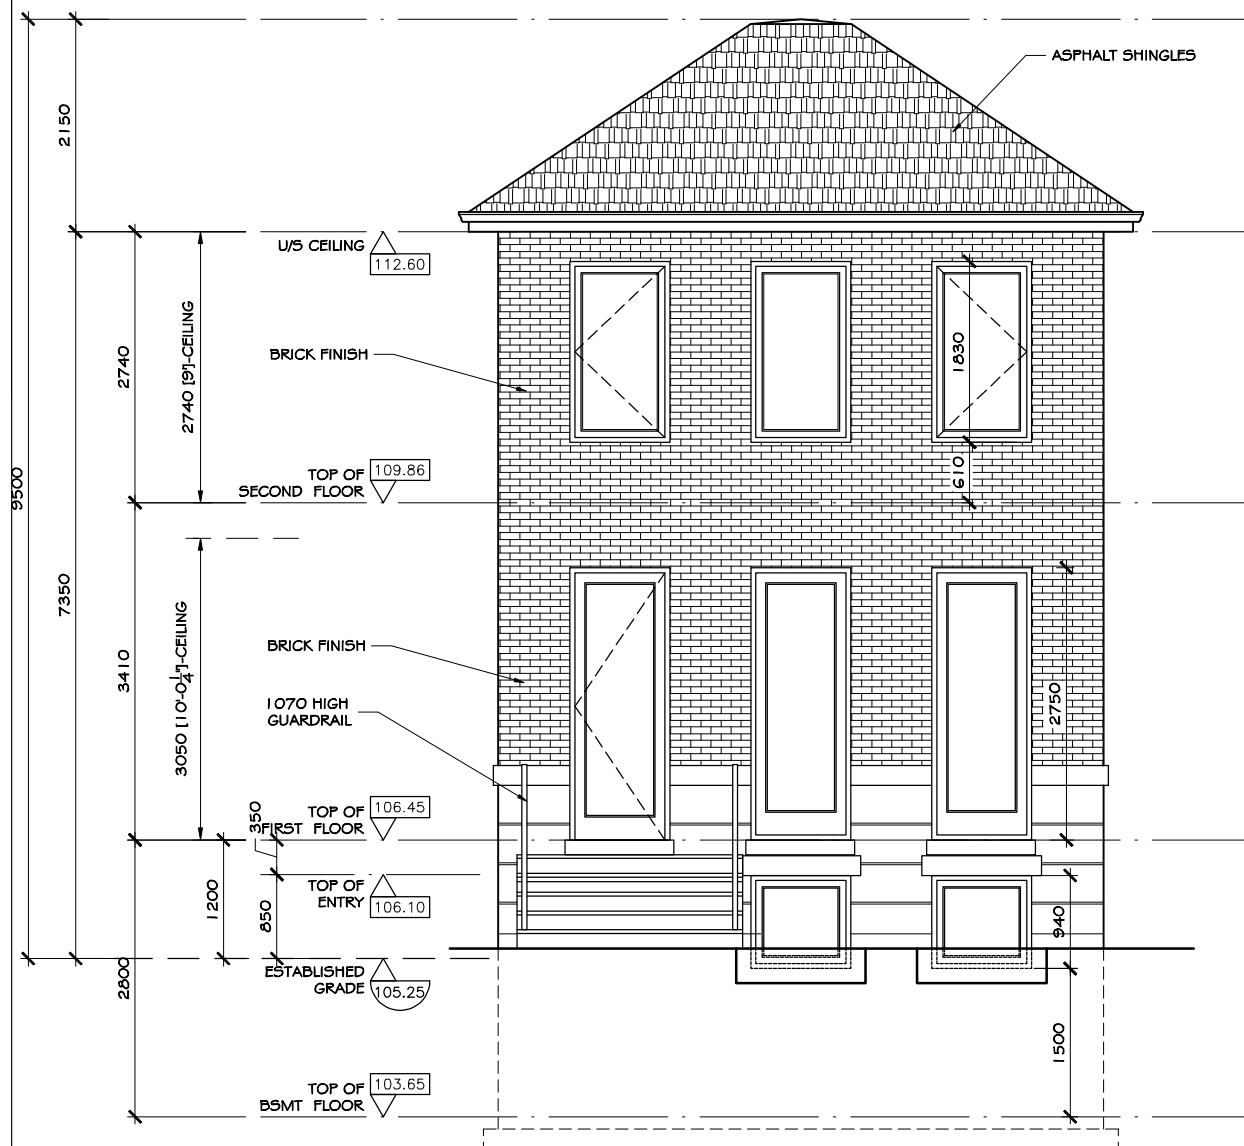 ASPHALT SHINGLES
2150
U/S CEILING
112.60
2740 [9']-CEILING
2740
BRICK FINISH
1830
610
9500
TOP OF
SECOND FLOOR
109.86
7350
3410
3050 [10'-0¼"]-CEILING
BRICK FINISH
1070 HIGH
GUARDRAIL
2750
350
TOP OF
FIRST FLOOR
106.45
1200
850
TOP OF
ENTRY
106.10
940
2800
ESTABLISHED
GRADE
105.25
1500
TOP OF
BSMT FLOOR
103.65